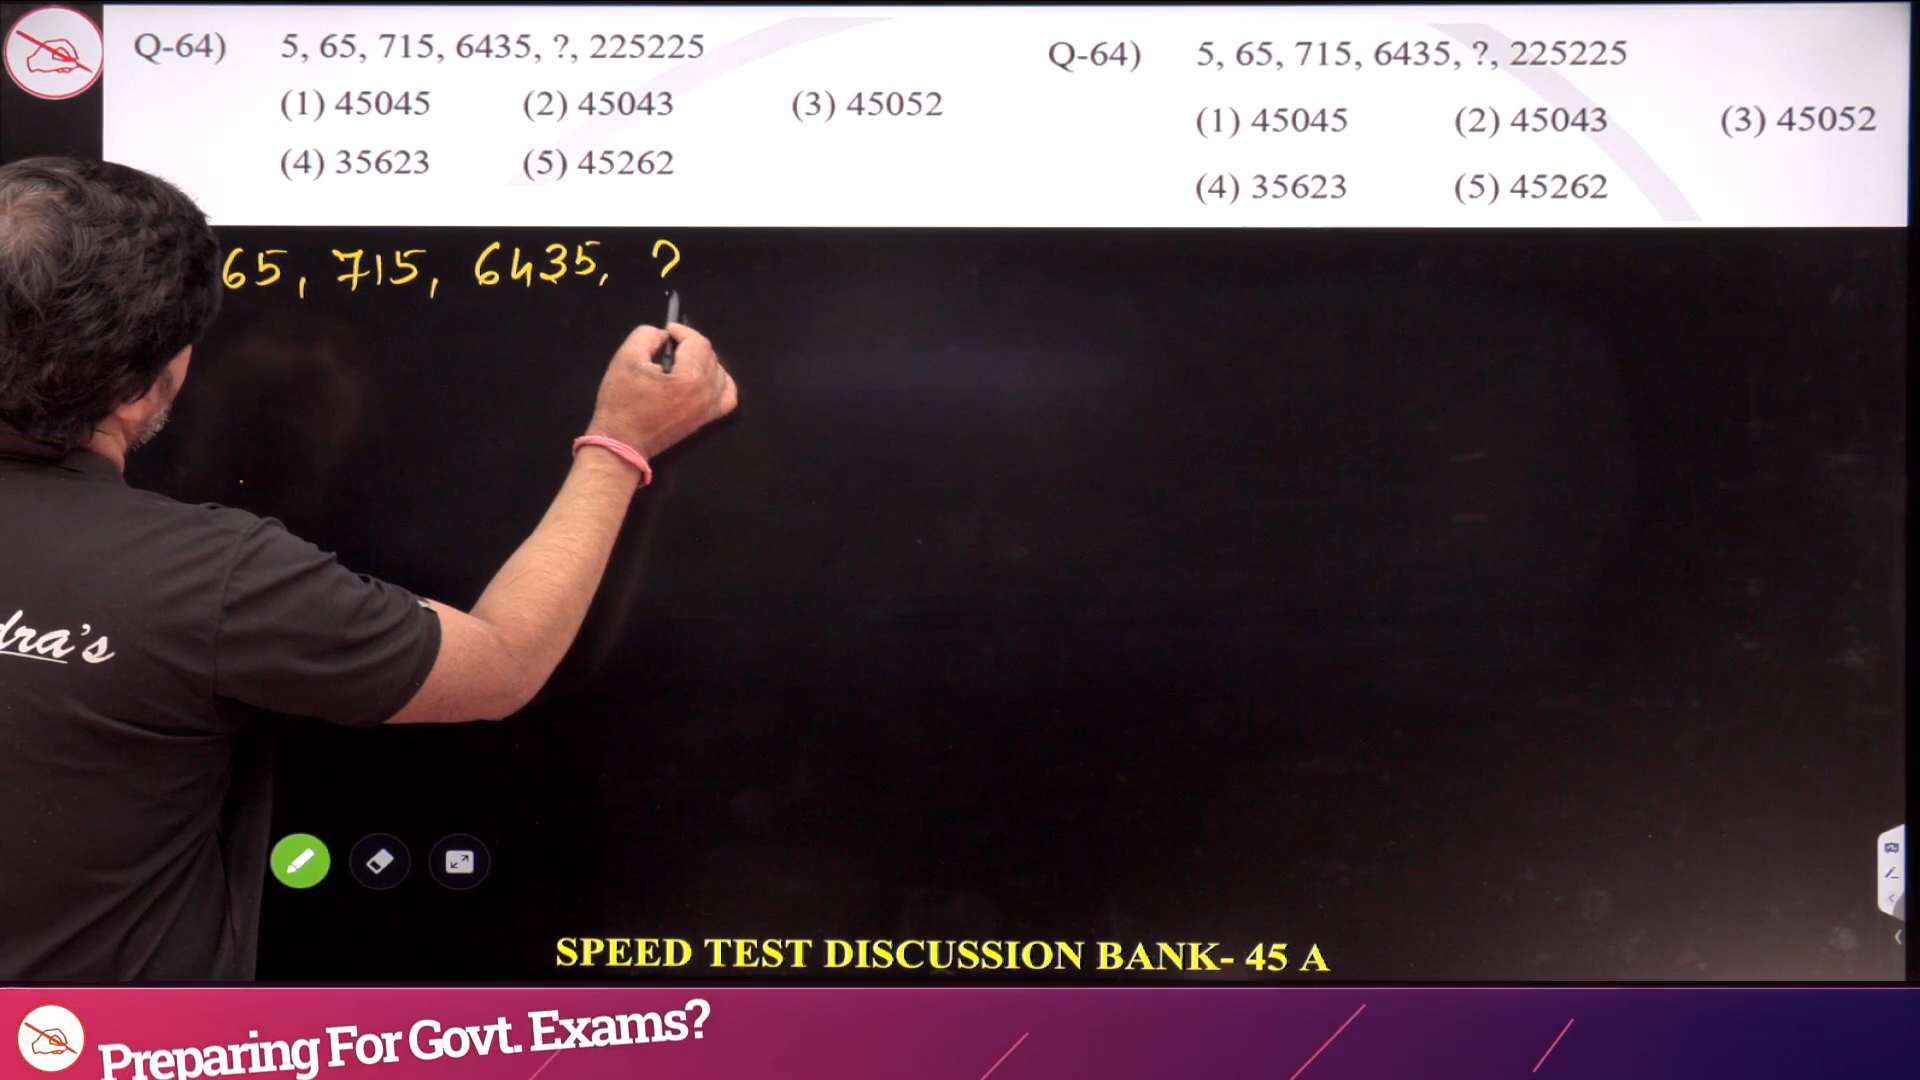 Q-64) 5, 65, 715, 6435, ?, 225225
(1) 45045 (2) 45043 (3) 45052
(4) 35623 (5) 45262
Q-64) 5, 65, 715, 6435, ?, 225225
(1) 45045 (2) 45043 (3) 45052
(4) 35623 (5) 45262
65, 715, 6435, ?
dra's
SPEED TEST DISCUSSION BANK- 45 A
Preparing For Govt. Exams?